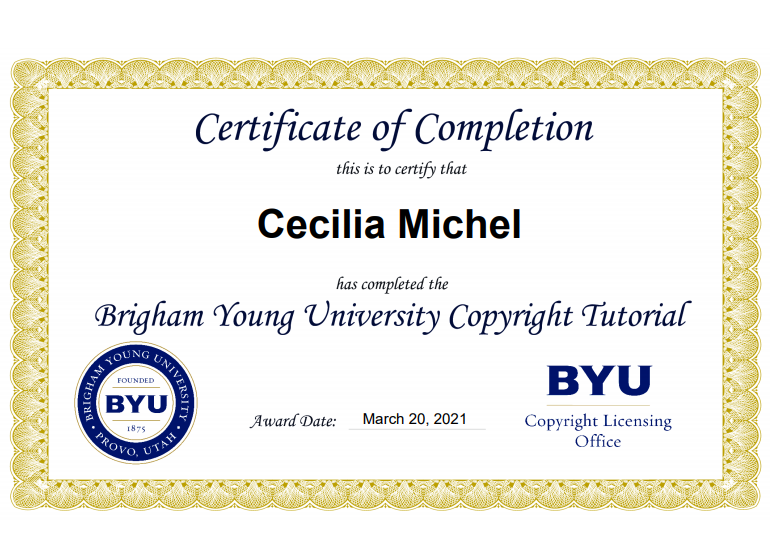 Certificate of Completion
this is to certify that
Cecilia Michel
has completed the
Brigham Young University Copyright Tutorial
BRIGHAM YOUNG UNIVERSITY
FOUNDED
BYU
1875
• PROVO, UTAH •
Award Date: March 20, 2021
BYU
Copyright Licensing
Office